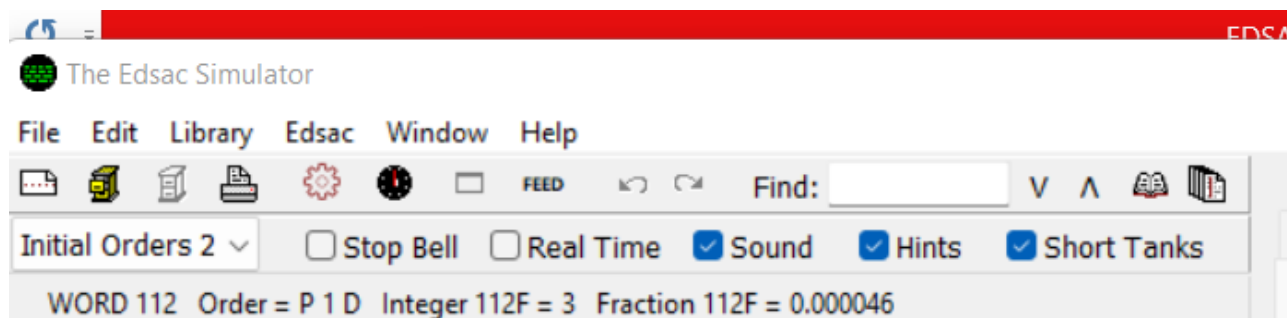 EDSA
The Edsac Simulator
File Edit Library Edsac Window Help
FEED Find: V Λ
Initial Orders 2 Stop Bell Real Time Sound Hints Short Tanks
WORD 112 Order = P 1 D Integer 112F = 3 Fraction 112F = 0.000046